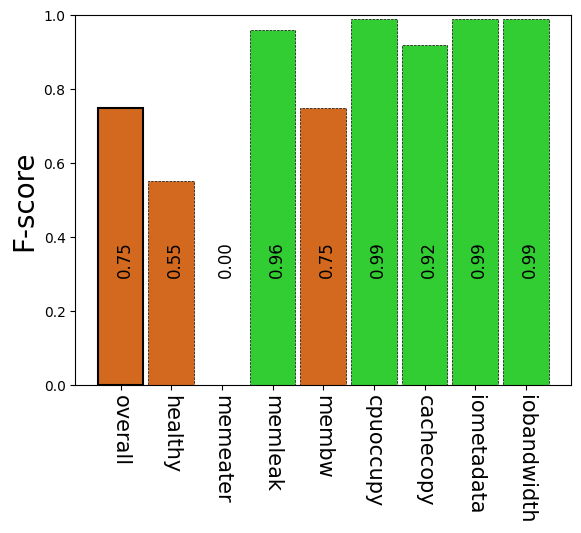 1.0
0.8
0.6
0.4
0.2
0.0
F-score
0.75
0.55
0.00
0.96
0.75
0.99
0.92
0.99
0.99
overall
healthy
memeater
memleak
membw
cpuoccupy
cachecopy
iometadata
iobandwidth